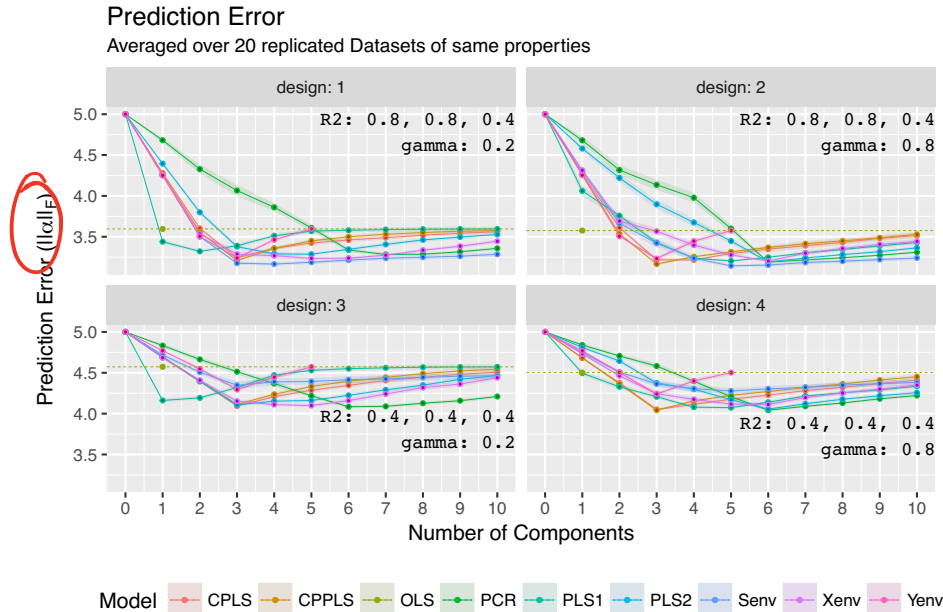 Prediction Error
Averaged over 20 replicated Datasets of same properties
design: 1
design: 2
5.0
4.5
4.0
3.5
R2: 0.8, 0.8, 0.4
gamma: 0.2
R2: 0.8, 0.8, 0.4
gamma: 0.8
design: 3
design: 4
5.0
4.5
4.0
3.5
R2: 0.4, 0.4, 0.4
gamma: 0.2
R2: 0.4, 0.4, 0.4
gamma: 0.8
0 1 2 3 4 5 6 7 8 9 10
0 1 2 3 4 5 6 7 8 9 10
Prediction Error (||α||F)
Number of Components
Model CPLS CPPLS OLS PCR PLS1 PLS2 Senv Xenv Yenv